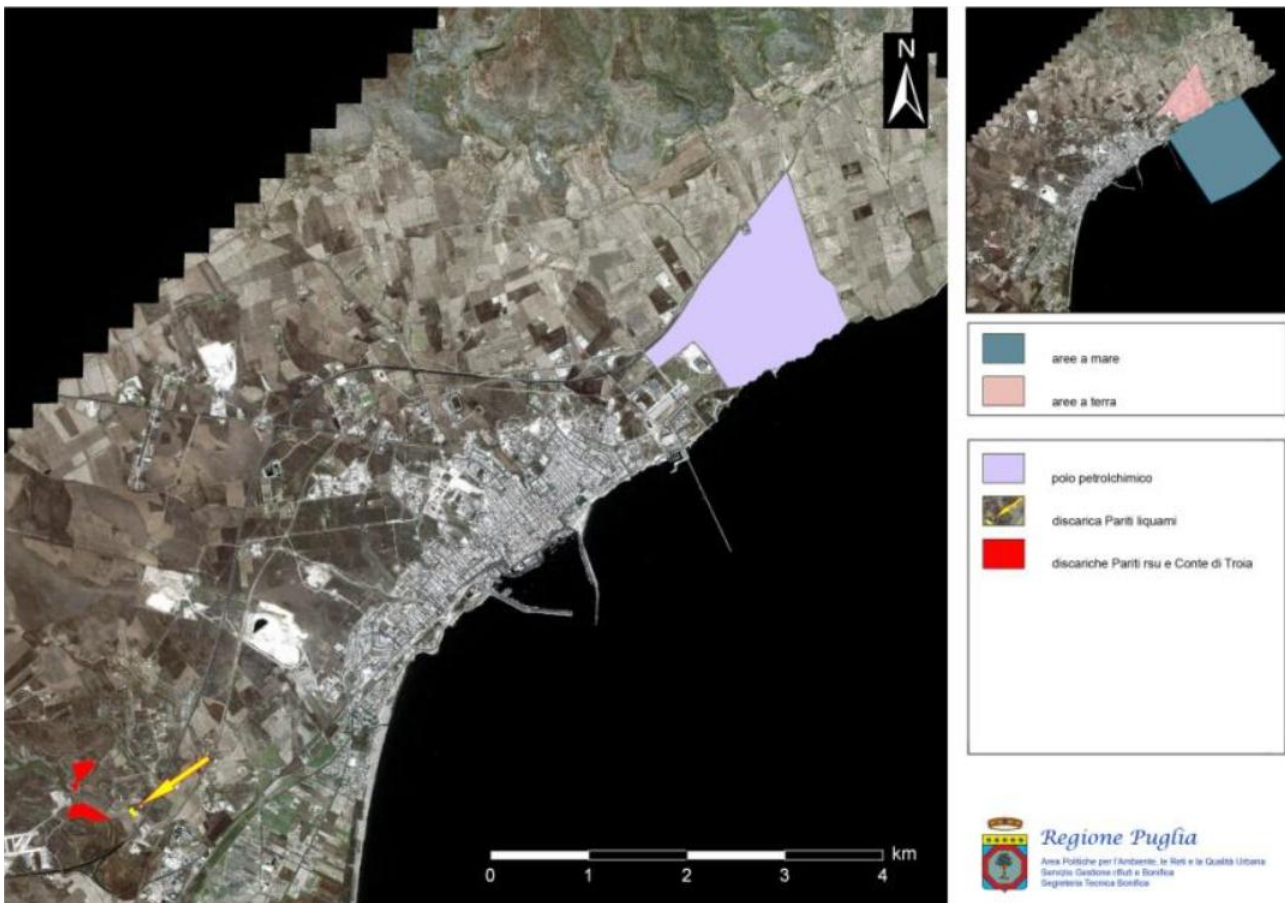 N
aree a mare
aree a terra
polo petrolchimico
discarica Pariti liquami
discariche Pariti rsu e Conte di Troia
km
0 1 2 3 4
Regione Puglia
Area Politiche per l'Ambiente, le Reti e la Qualità Urbana
Servizio Gestione rifiuti e Bonifica
Segreteria Tecnica Bonifica